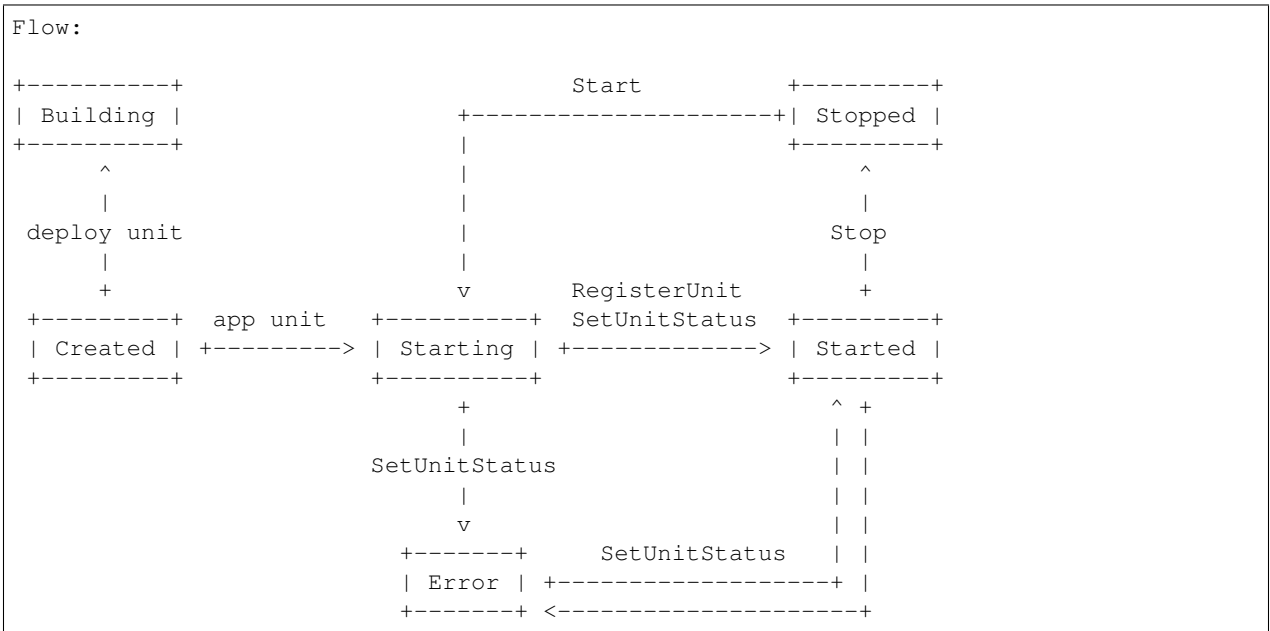 Flow:
Start
Building
Stopped
deploy unit
Stop
RegisterUnit
app unit SetUnitStatus
Created Starting Started
SetUnitStatus
SetUnitStatus
Error